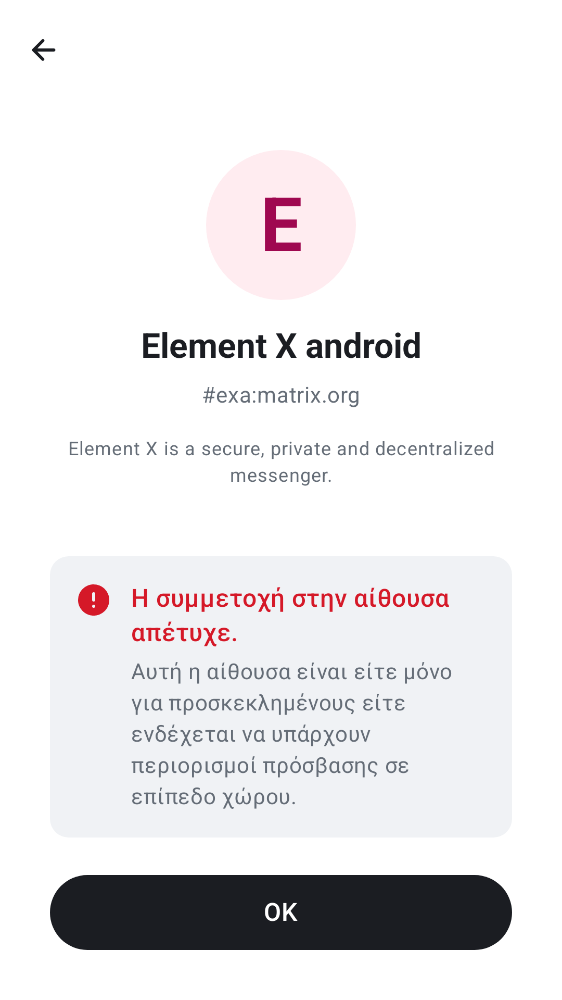 E
Element X android
#exa:matrix.org
Element X is a secure, private and decentralized
messenger.
Η συμμετοχή στην αίθουσα
απέτυχε.
Αυτή η αίθουσα είναι είτε μόνο
για προσκεκλημένους είτε
ενδέχεται να υπάρχουν
περιορισμοί πρόσβασης σε
επίπεδο χώρου.
OK